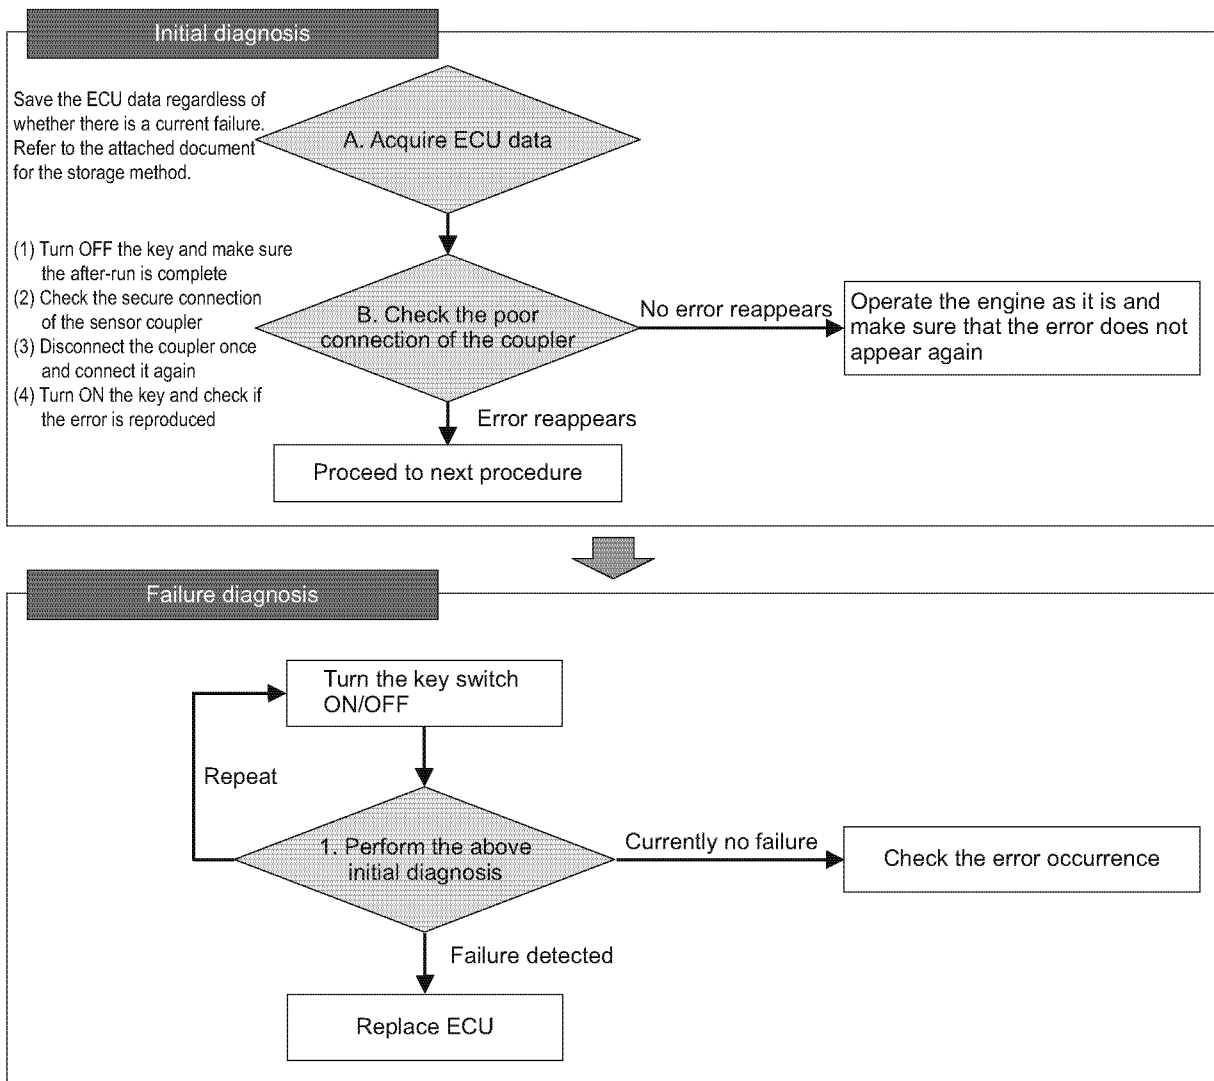 Initial diagnosis
Save the ECU data regardless of
whether there is a current failure.
Refer to the attached document
for the storage method.
A. Acquire ECU data
(1) Turn OFF the key and make sure
the after-run is complete
(2) Check the secure connection
of the sensor coupler
(3) Disconnect the coupler once
and connect it again
(4) Turn ON the key and check if
the error is reproduced
B. Check the poor
connection of the coupler
No error reappears
Operate the engine as it is and
make sure that the error does not
appear again
Error reappears
Proceed to next procedure
Failure diagnosis
Turn the key switch
ON/OFF
Repeat
1. Perform the above
initial diagnosis
Currently no failure
Check the error occurrence
Failure detected
Replace ECU